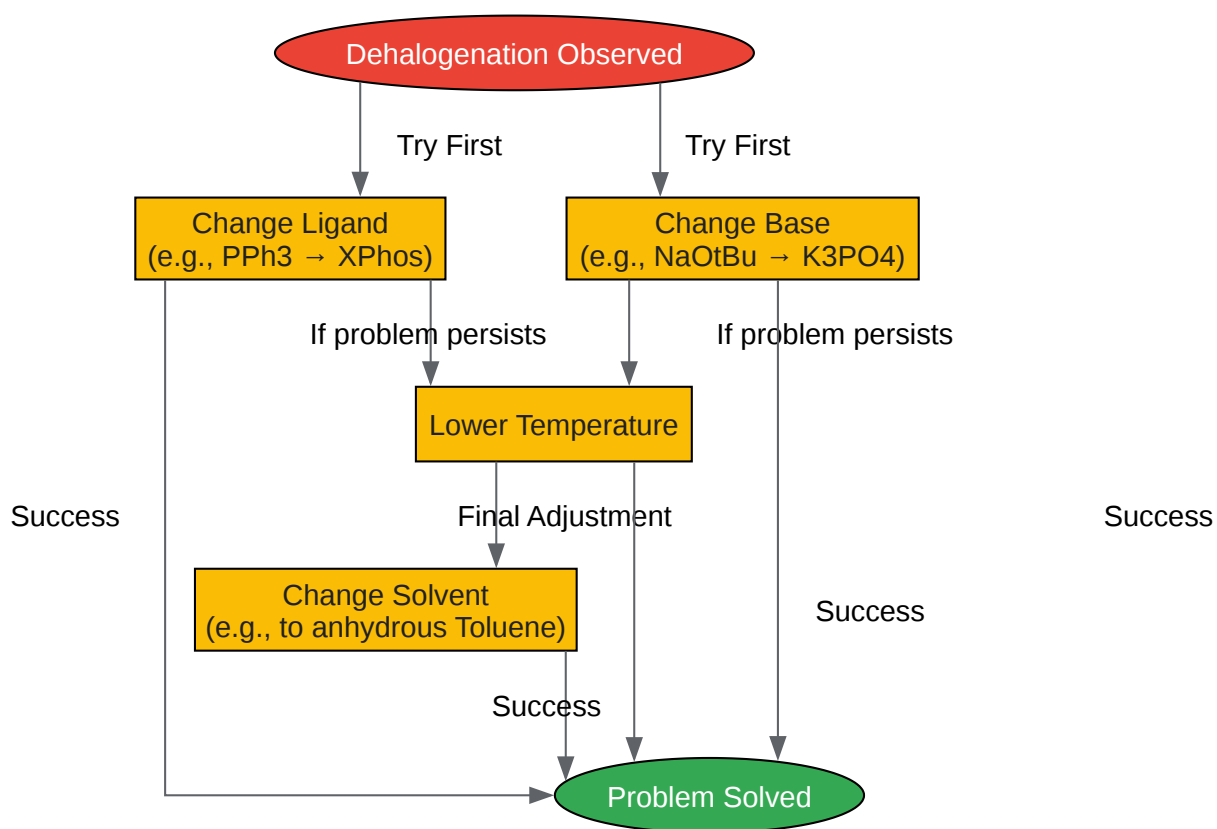 Dehalogenation Observed
Try First
Try First
Change Ligand
(e.g., PPh3 → XPhos)
Change Base
(e.g., NaOtBu → K3PO4)
If problem persists
If problem persists
Lower Temperature
Success
Final Adjustment
Success
Change Solvent
(e.g., to anhydrous Toluene)
Success
Success
Problem Solved